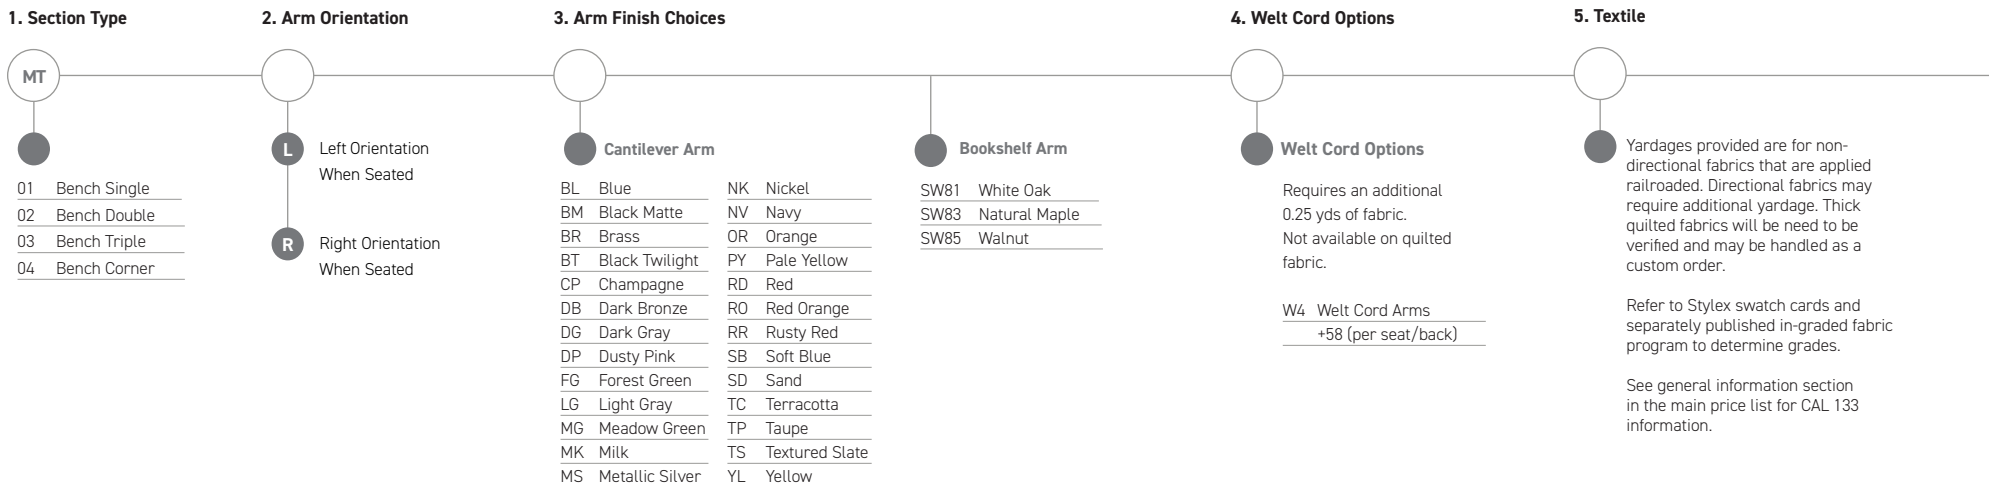 1. Section Type
MT
01 Bench Single
02 Bench Double
03 Bench Triple
04 Bench Corner
2. Arm Orientation
L Left Orientation
When Seated
R Right Orientation
When Seated
3. Arm Finish Choices
Cantilever Arm
BL Blue
BM Black Matte
BR Brass
BT Black Twilight
CP Champagne
DB Dark Bronze
DG Dark Gray
DP Dusty Pink
FG Forest Green
LG Light Gray
MG Meadow Green
MK Milk
MS Metallic Silver
NK Nickel
NV Navy
OR Orange
PY Pale Yellow
RD Red
RO Red Orange
RR Rusty Red
SB Soft Blue
SD Sand
TC Terracotta
TP Taupe
TS Textured Slate
YL Yellow
Bookshelf Arm
SW81 White Oak
SW83 Natural Maple
SW85 Walnut
4. Welt Cord Options
Welt Cord Options
Requires an additional
0.25 yds of fabric.
Not available on quilted
fabric.
W4 Welt Cord Arms
+58 (per seat/back)
5. Textile
Yardages provided are for non-
directional fabrics that are applied
railroaded. Directional fabrics may
require additional yardage. Thick
quilted fabrics will be need to be
verified and may be handled as a
custom order.
Refer to Stylex swatch cards and
separately published in-graded fabric
program to determine grades.
See general information section
in the main price list for CAL 133
information.